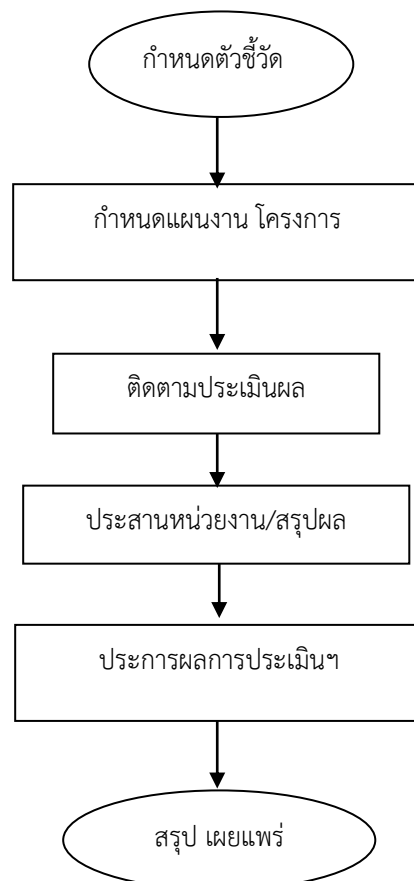 กำหนดตัวชี้วัด
กำหนดแผนงาน โครงการ
ติดตามประเมินผล
ประสานหน่วยงาน/สรุปผล
ประการผลการประเมินฯ
สรุป เผยแพร่